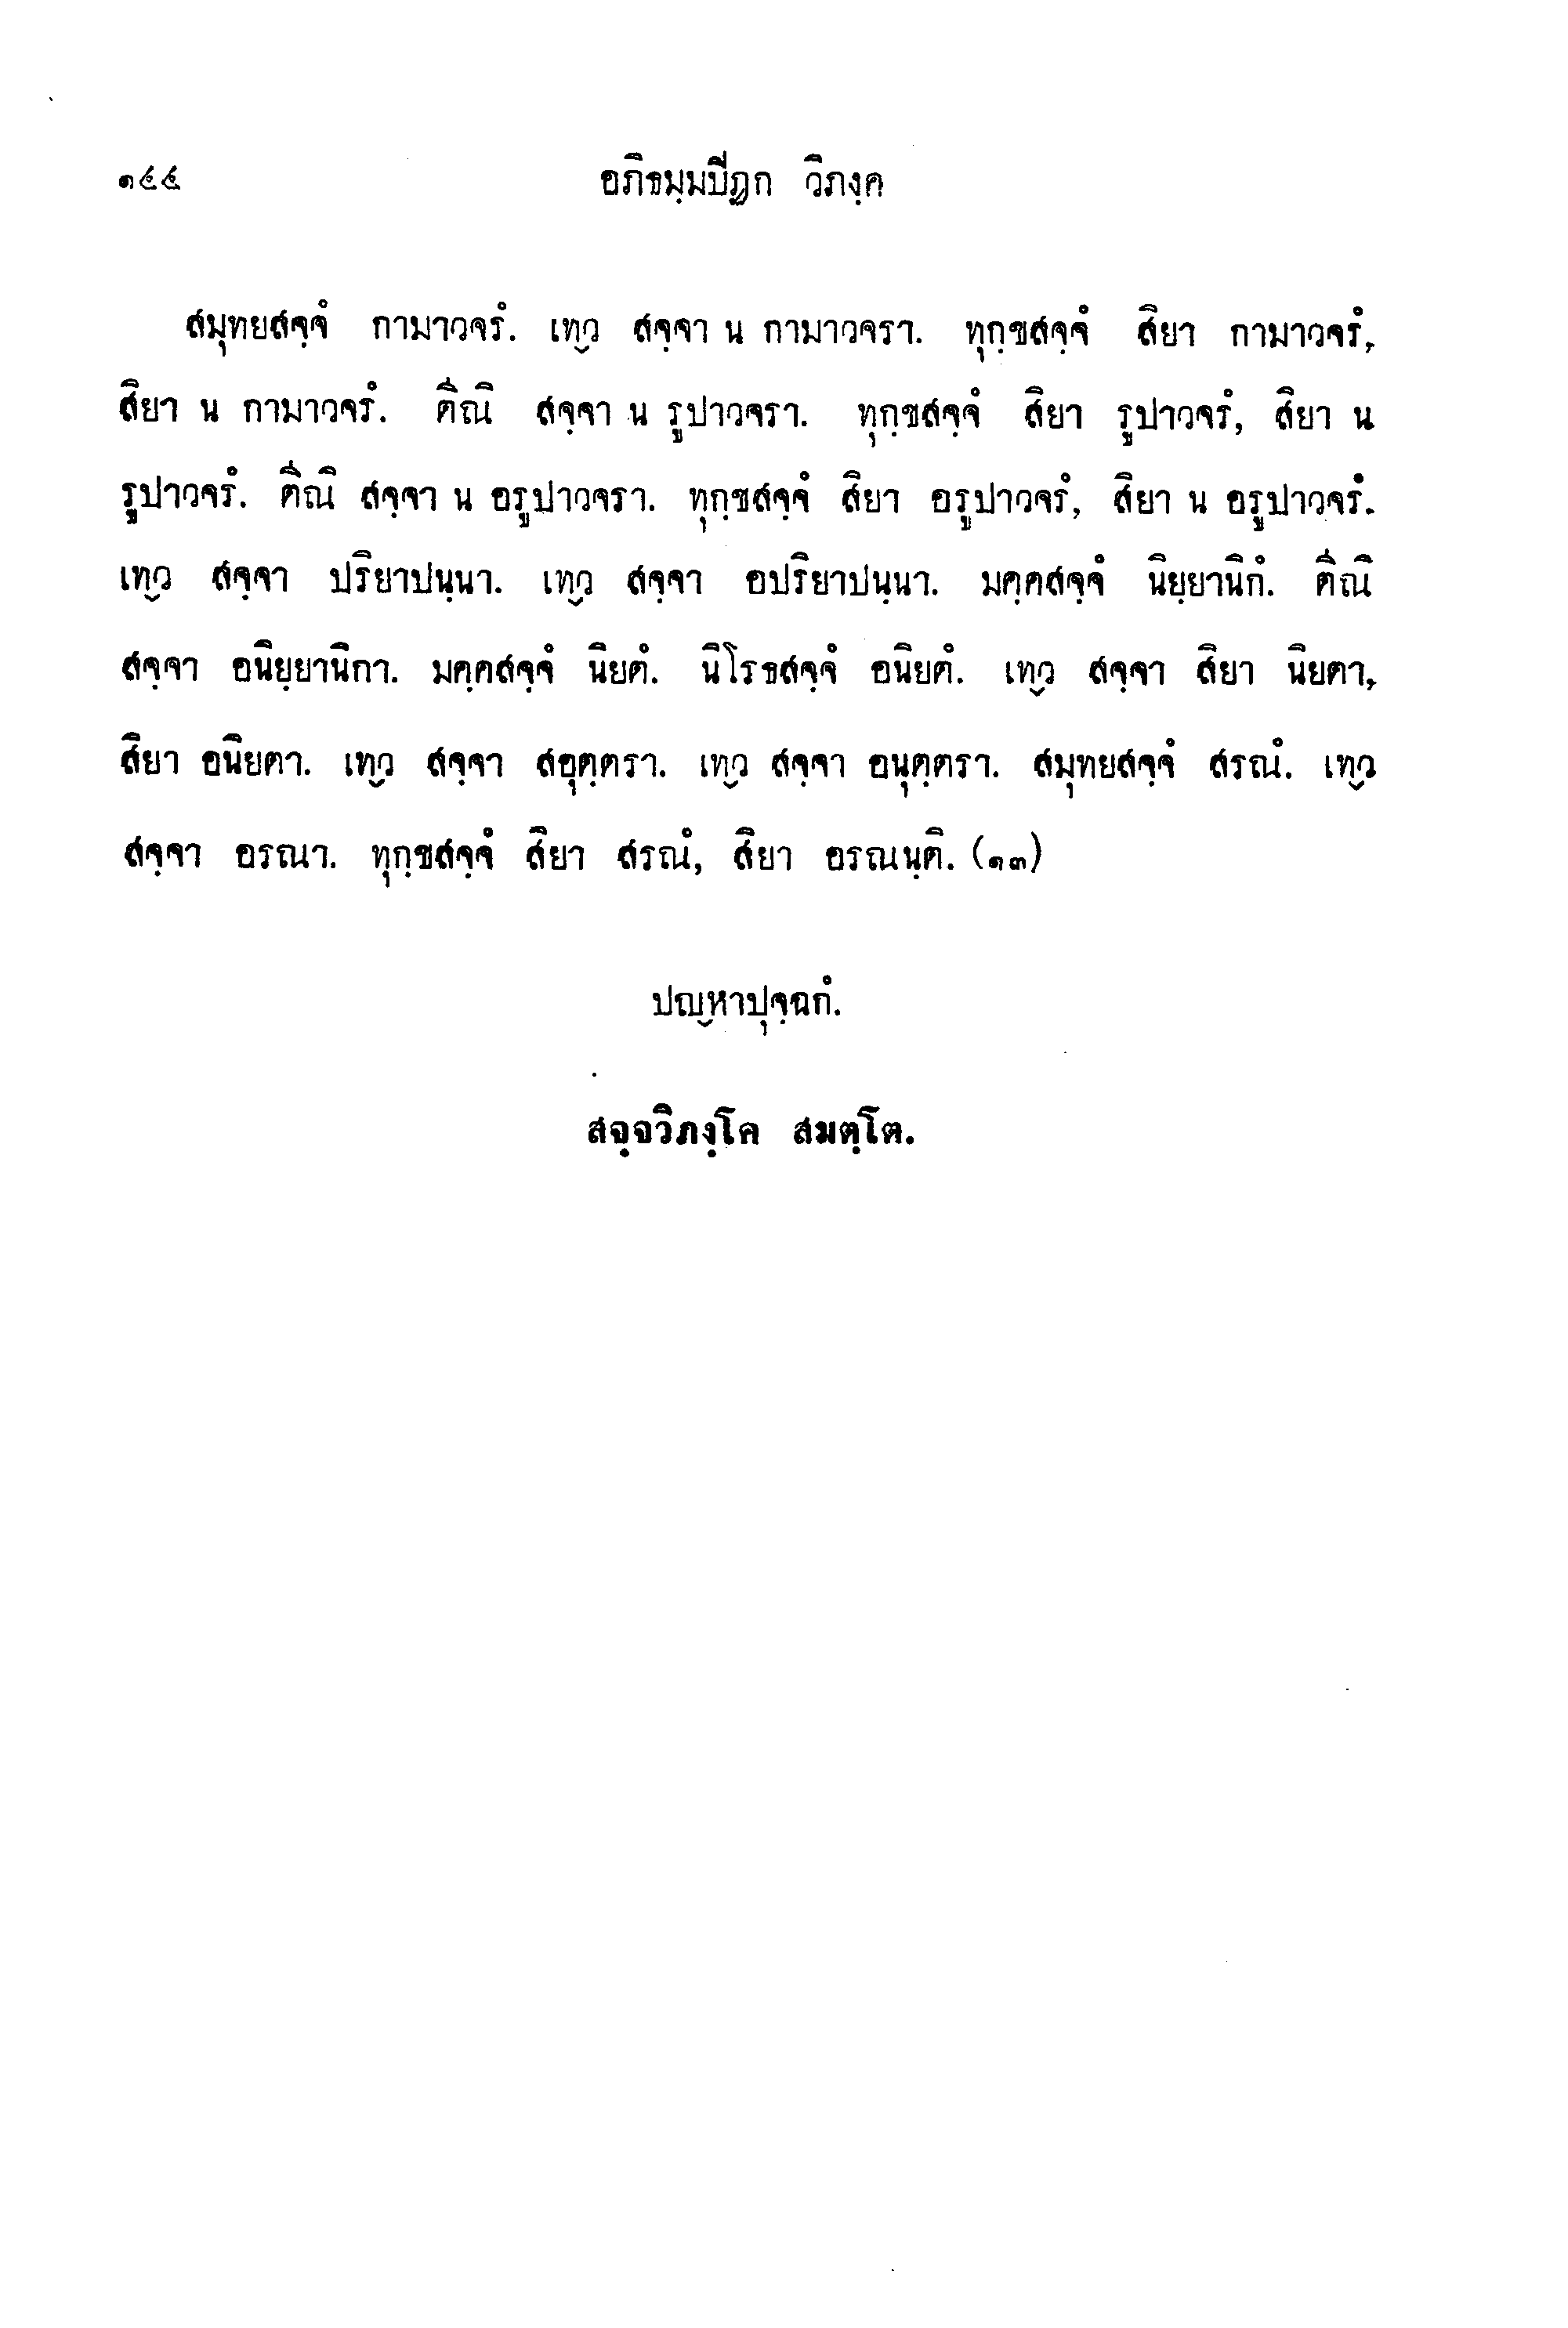 ๑๔๔ อภิธมฺมปิฏก วิภงฺค
สมุทยสจฺจํ กามาวจรํ. เท๎ว สจฺจา น กามาวจรา. ทุกฺขสจฺจํ สิยา กามาวจรํ,
สิยา น กามาวจรํ. ตีณิ สจฺจา น รูปาวจรา. ทุกฺขสจฺจํ สิยา รูปาวจรํ, สิยา น
รูปาวจรํ. ตีณิ สจฺจา น อรูปาวจรา. ทุกฺขสจฺจํ สิยา อรูปาวจรํ, สิยา น อรูปาวจรํ.
เท๎ว สจฺจา ปริยาปนฺนา. เท๎ว สจฺจา อปริยาปนฺนา. มคฺคสจฺจํ นิยฺยานิกํ. ตีณิ
สจฺจา อนิยฺยานิกา. มคฺคสจฺจํ นิยตํ. นิโรธสจฺจํ อนิยตํ. เท๎ว สจฺจา สิยา นิยตา,
สิยา อนิยตา. เท๎ว สจฺจา สอุตฺตรา. เท๎ว สจฺจา อนุตฺตรา. สมุทยสจฺจํ สรณํ. เท๎ว
สจฺจา อรณา. ทุกฺขสจฺจํ สิยา สรณํ, สิยา อรณนฺติ. (๑๓)
ปญ๎หาปุจฺฉกํ.
สจฺจวิภงฺโค สมตฺโต.